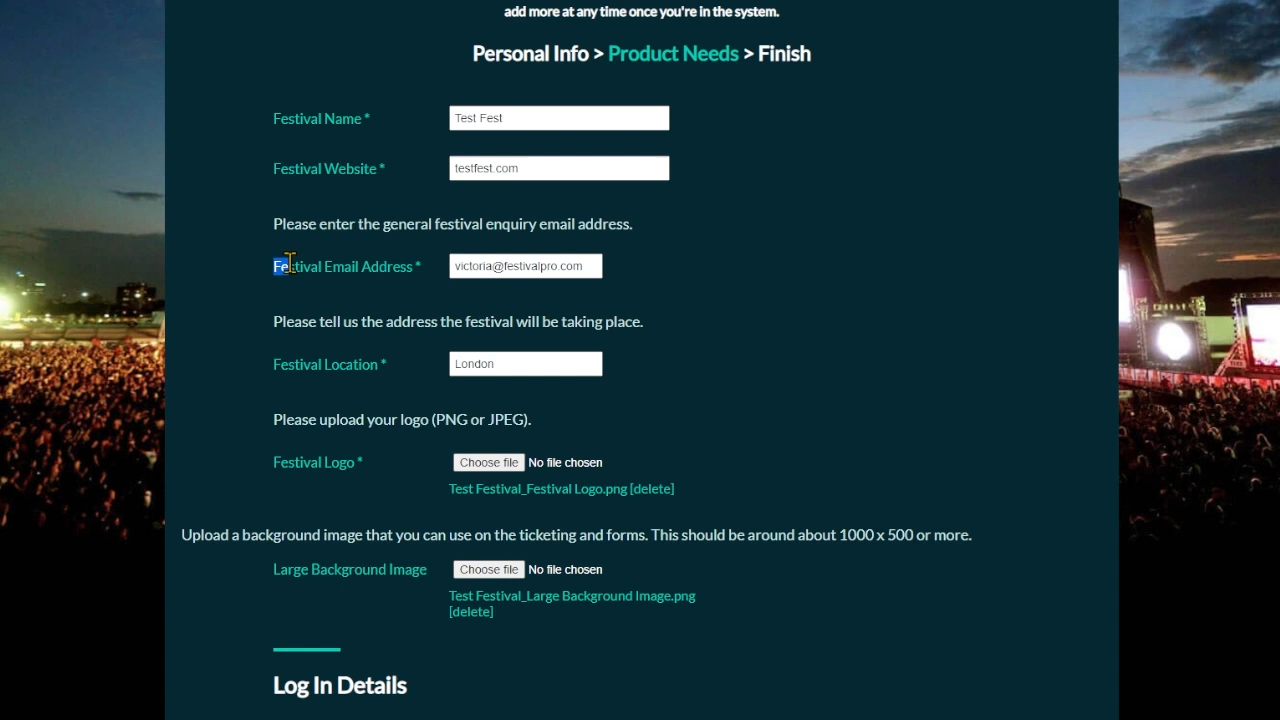 add more at any time once you're in the system.
Personal Info > Product Needs > Finish
Festival Name *
Test Fest
Festival Website *
testfest.com
Please enter the general festival enquiry email address.
Festival Email Address *
victoria@festivalpro.com
Please tell us the address the festival will be taking place.
Festival Location *
London
Please upload your logo (PNG or JPEG).
Festival Logo *
Choose file No file chosen
Test Festival_Festival Logo.png [delete]
Upload a background image that you can use on the ticketing and forms. This should be around about 1000 x 500 or more.
Large Background Image
Choose file No file chosen
Test Festival_Large Background Image.png
[delete]
Log In Details